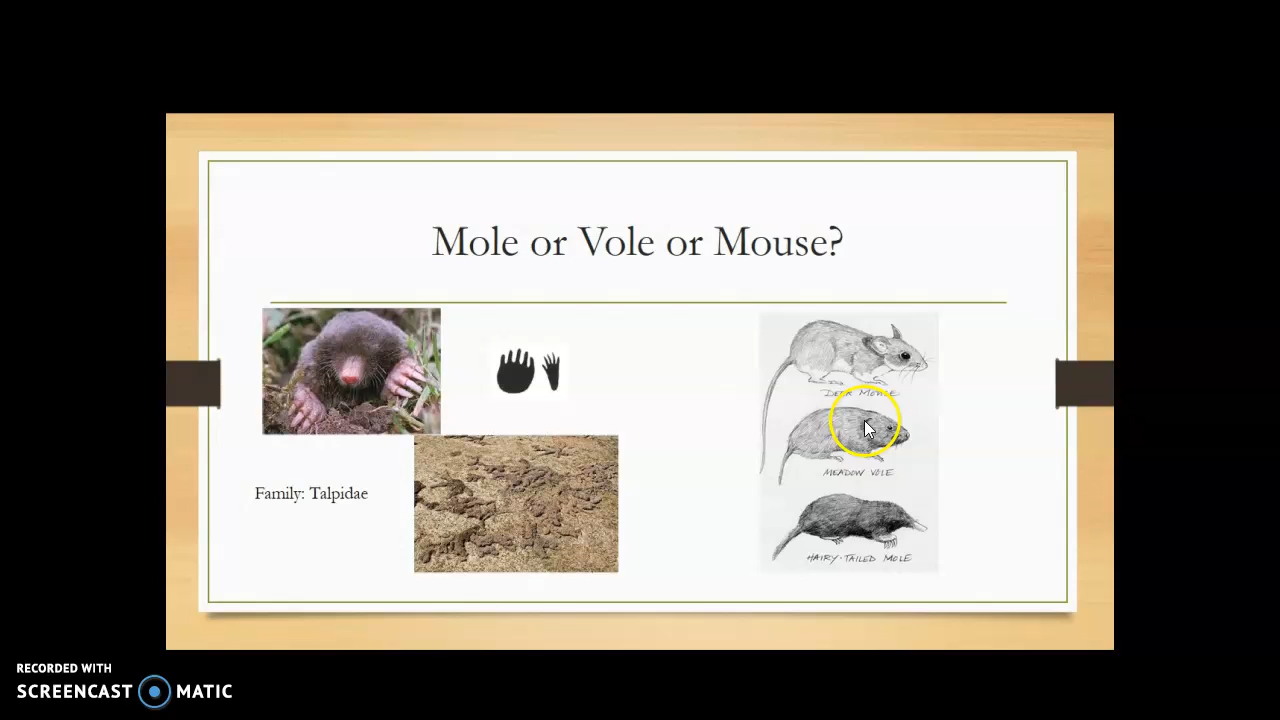 Mole or Vole or Mouse?
DEER MOUSE
MEADOW VOLE
Family: Talpidae
HAIRY-TAILED MOLE
RECORDED WITH
SCREENCAST MATIC